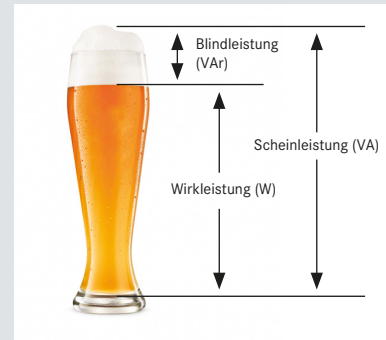 Blindleistung
(VAr)
Scheinleistung (VA)
Wirkleistung (W)